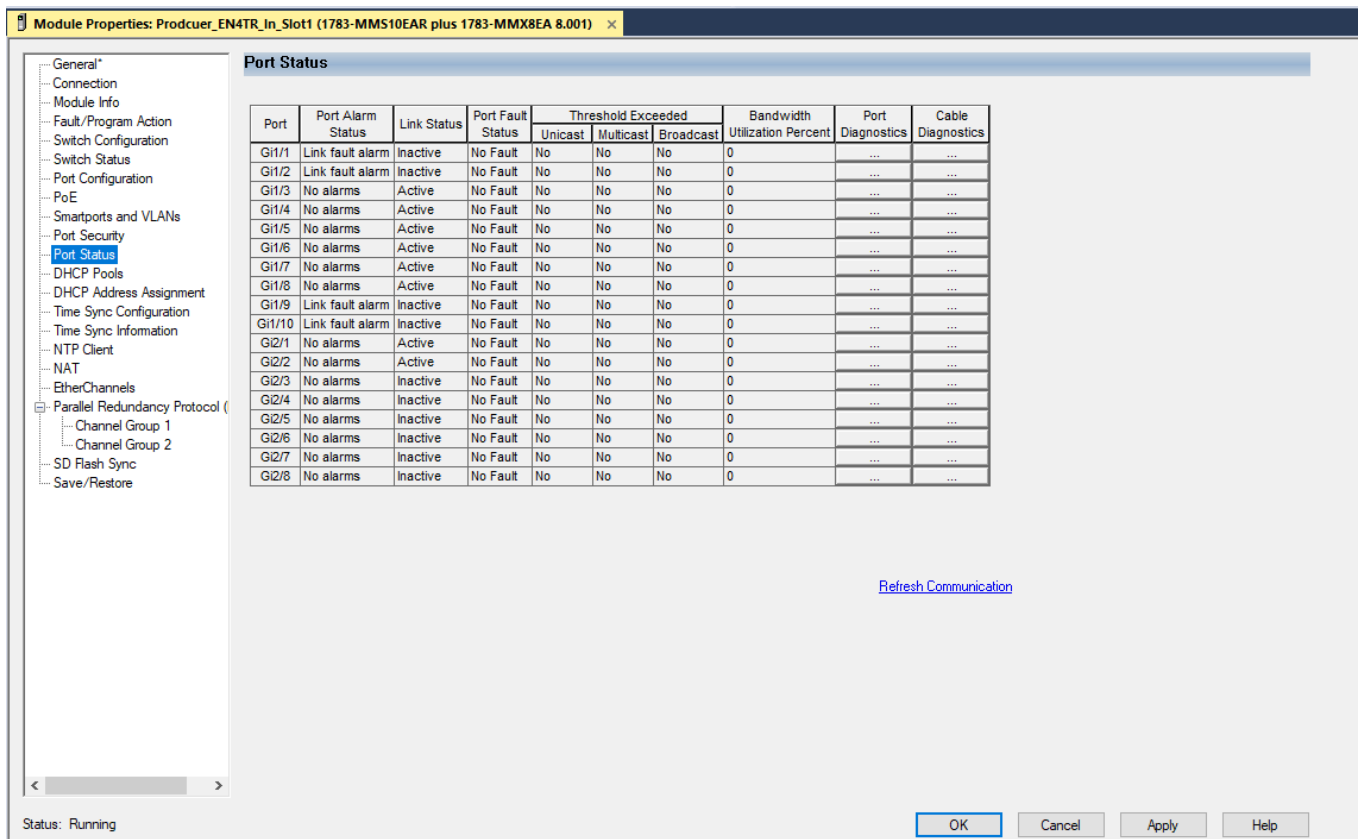 Module Properties: Prodcuer_EN4TR_In_Slot1 (1783-MMS10EAR plus 1783-MMX8EA 8.001) ×
General*
Connection
Module Info
Fault/Program Action
Switch Configuration
Switch Status
Port Configuration
PoE
Smartports and VLANs
Port Security
Port Status
DHCP Pools
DHCP Address Assignment
Time Sync Configuration
Time Sync Information
NTP Client
NAT
EtherChannels
Parallel Redundancy Protocol (
Channel Group 1
Channel Group 2
SD Flash Sync
Save/Restore
Port Status
Port Port Alarm Status Link Status Port Fault Status Threshold Exceeded Unicast Multicast Broadcast Bandwidth Utilization Percent Port Diagnostics Cable Diagnostics
Gi1/1 Link fault alarm Inactive No Fault No No No 0 ... ...
Gi1/2 Link fault alarm Inactive No Fault No No No 0 ... ...
Gi1/3 No alarms Active No Fault No No No 0 ... ...
Gi1/4 No alarms Active No Fault No No No 0 ... ...
Gi1/5 No alarms Active No Fault No No No 0 ... ...
Gi1/6 No alarms Active No Fault No No No 0 ... ...
Gi1/7 No alarms Active No Fault No No No 0 ... ...
Gi1/8 No alarms Active No Fault No No No 0 ... ...
Gi1/9 Link fault alarm Inactive No Fault No No No 0 ... ...
Gi1/10 Link fault alarm Inactive No Fault No No No 0 ... ...
Gi2/1 No alarms Active No Fault No No No 0 ... ...
Gi2/2 No alarms Active No Fault No No No 0 ... ...
Gi2/3 No alarms Inactive No Fault No No No 0 ... ...
Gi2/4 No alarms Inactive No Fault No No No 0 ... ...
Gi2/5 No alarms Inactive No Fault No No No 0 ... ...
Gi2/6 No alarms Inactive No Fault No No No 0 ... ...
Gi2/7 No alarms Inactive No Fault No No No 0 ... ...
Gi2/8 No alarms Inactive No Fault No No No 0 ... ...
Refresh Communication
Status: Running
OK Cancel Apply Help